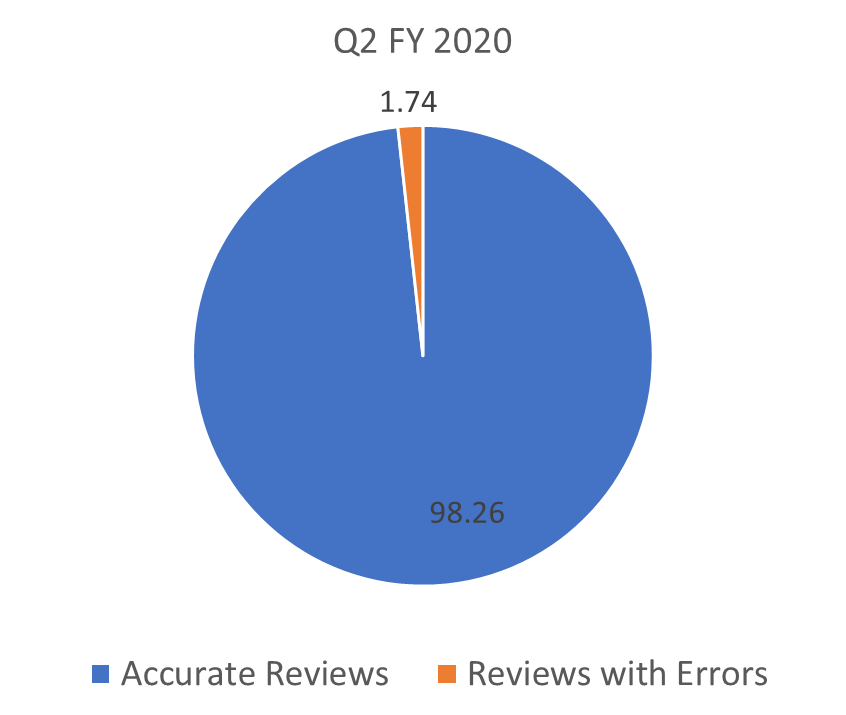 Q2 FY 2020
1.74
98.26
Accurate Reviews
Reviews with Errors